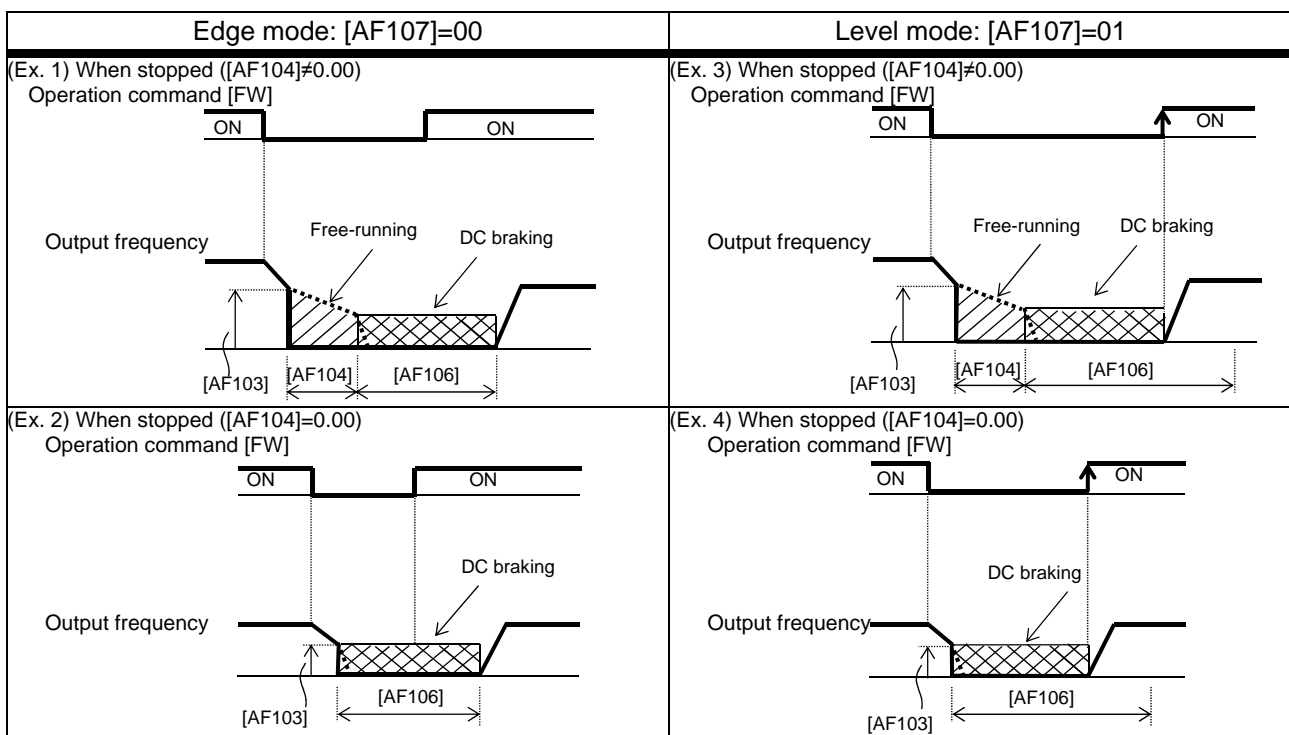 Edge mode: [AF107]=00
Level mode: [AF107]=01
(Ex. 1) When stopped ([AF104]≠0.00)
Operation command [FW]
ON
ON
Output frequency
Free-running
DC braking
[AF103]
[AF104]
[AF106]
(Ex. 3) When stopped ([AF104]≠0.00)
Operation command [FW]
ON
ON
Output frequency
Free-running
DC braking
[AF103]
[AF104]
[AF106]
(Ex. 2) When stopped ([AF104]=0.00)
Operation command [FW]
ON
ON
DC braking
Output frequency
[AF106]
[AF103]
(Ex. 4) When stopped ([AF104]=0.00)
Operation command [FW]
ON
ON
DC braking
Output frequency
[AF106]
[AF103]